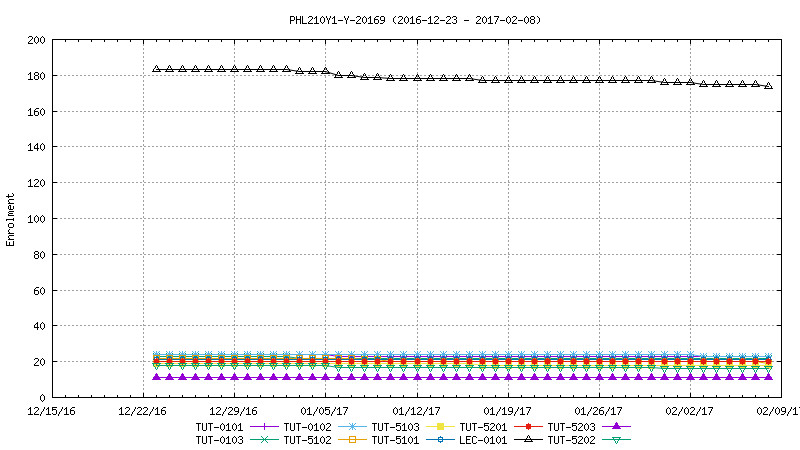 PHL210Y1-Y-20169 (2016-12-23 - 2017-02-08)
200
180
160
140
120
100
80
60
40
20
0
Enrolment
12/15/16 12/22/16 12/29/16 01/05/17 01/12/17 01/19/17 01/26/17 02/02/17 02/09/1
TUT-0101 TUT-0102 TUT-5103 TUT-5201 TUT-5203
TUT-0103 TUT-5102 TUT-5101 LEC-0101 TUT-5202